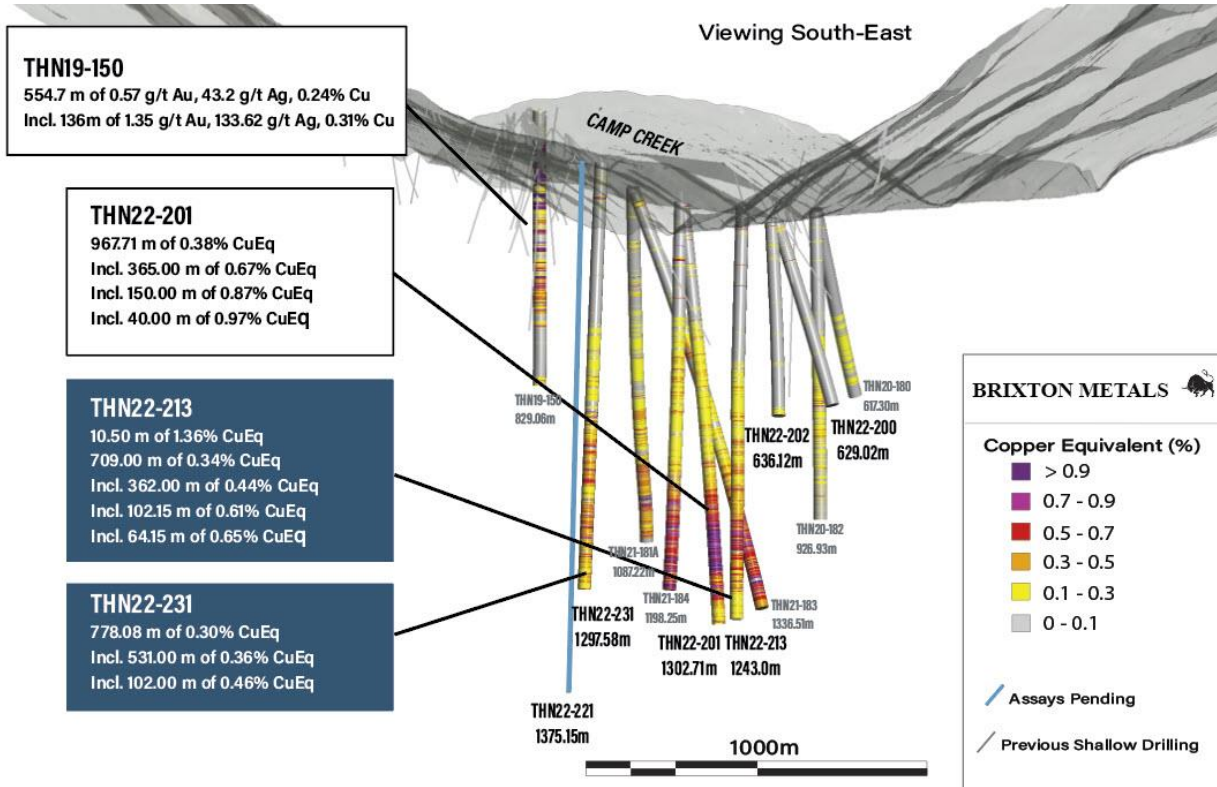 Viewing South-East
THN19-150
554.7 m of 0.57 g/t Au, 43.2 g/t Ag, 0.24% Cu
Incl. 136m of 1.35 g/t Au, 133.62 g/t Ag, 0.31% Cu
CAMP CREEK
THN22-201
967.71 m of 0.38% CuEq
Incl. 365.00 m of 0.67% CuEq
Incl. 150.00 m of 0.87% CuEq
Incl. 40.00 m of 0.97% CuEq
THN22-213
10.50 m of 1.36% CuEq
709.00 m of 0.34% CuEq
Incl. 362.00 m of 0.44% CuEq
Incl. 102.15 m of 0.61% CuEq
Incl. 64.15 m of 0.65% CuEq
THN22-231
778.08 m of 0.30% CuEq
Incl. 531.00 m of 0.36% CuEq
Incl. 102.00 m of 0.46% CuEq
THN19-150
829.06m
THN22-231
1297.58m
THN22-221
1375.15m
THN21-181A
1087.22m
THN21-184
1198.25m
THN22-201
1302.71m
THN22-213
1243.0m
THN21-183
1336.51m
THN22-202
636.12m
THN22-200
629.02m
THN20-180
617.30m
THN20-182
926.93m
1000m
BRIXTON METALS
Copper Equivalent (%)
> 0.9
0.7 - 0.9
0.5 - 0.7
0.3 - 0.5
0.1 - 0.3
0 - 0.1
Assays Pending
Previous Shallow Drilling